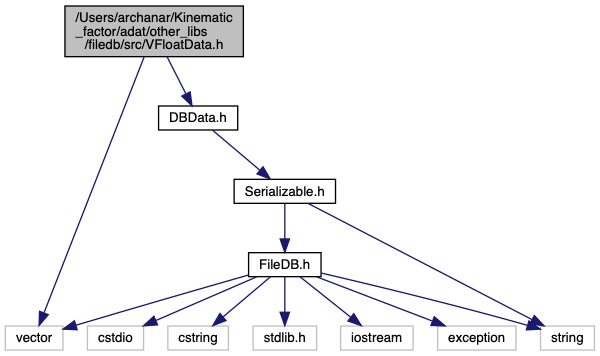 /Users/archanar/Kinematic
_factor/adat/other_libs
/filedb/src/VFloatData.h
DBData.h
Serializable.h
FileDB.h
vector
cstdio
cstring
stdlib.h
iostream
exception
string